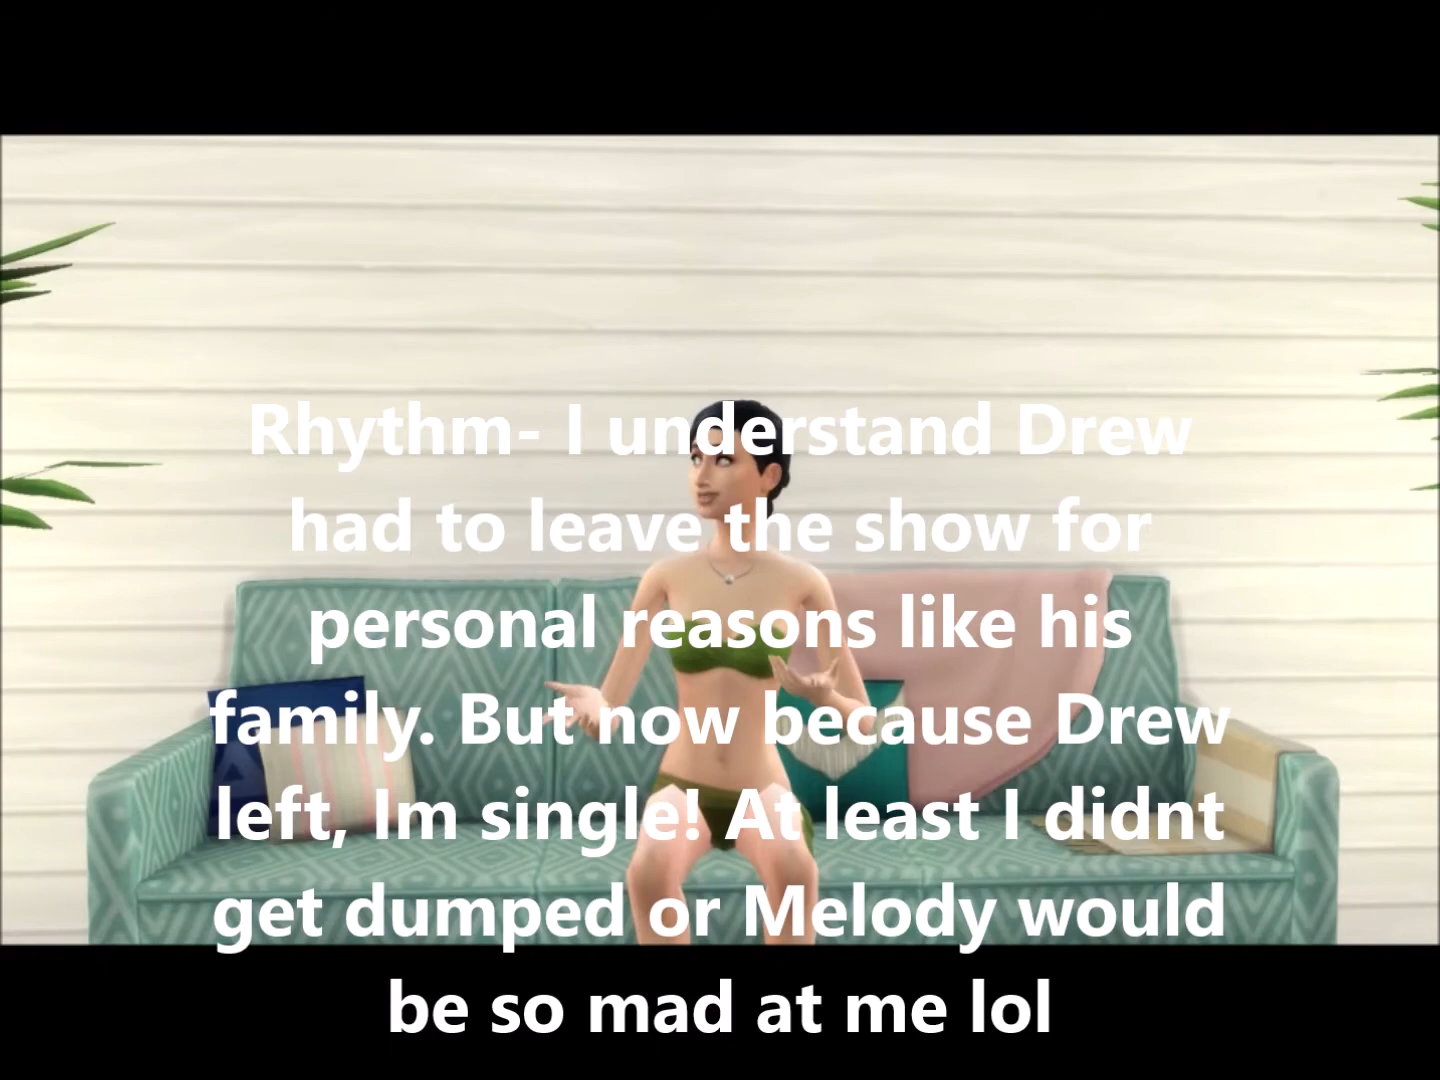 Rhythm- I understand Drew
had to leave the show for
personal reasons like his
family. But now because Drew
left, Im single! At least I didnt
get dumped or Melody would
be so mad at me lol